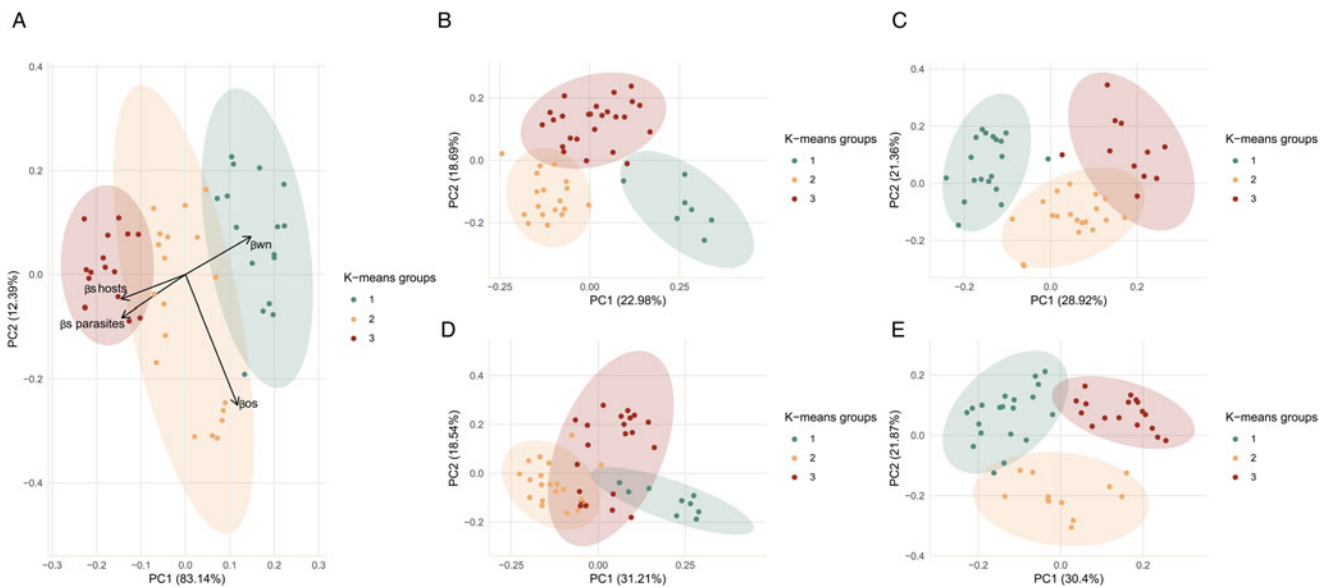 A
0.4
0.2
0.0
−0.2
−0.4
PC2 (12.39%)
βwn
βs hosts
βs parasites
βos
−0.3 −0.2 −0.1 0.0 0.1 0.2 0.3
PC1 (83.14%)
K−means groups
1
2
3
B
0.2
0.0
−0.2
PC2 (18.69%)
−0.25 0.00 0.25
PC1 (22.98%)
K−means groups
1
2
3
C
0.4
0.2
0.0
−0.2
PC2 (21.36%)
−0.2 0.0 0.2 0.4
PC1 (28.92%)
K−means groups
1
2
3
D
0.4
0.2
0.0
−0.2
PC2 (18.54%)
−0.25 0.00 0.25
PC1 (31.21%)
K−means groups
1
2
3
E
0.2
0.0
−0.2
−0.4
PC2 (21.87%)
−0.2 0.0 0.2 0.4
PC1 (30.4%)
K−means groups
1
2
3